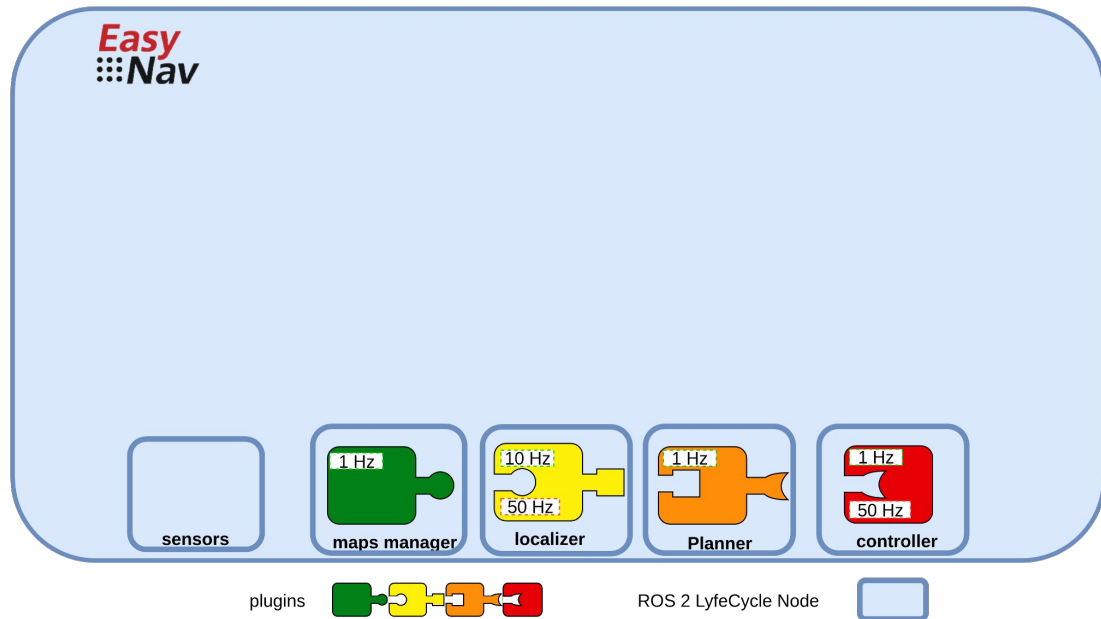 Easy
Nav
1 Hz
10 Hz
1 Hz
1 Hz
50 Hz
50 Hz
sensors
maps manager
localizer
Planner
controller
plugins
ROS 2 LyfeCycle Node